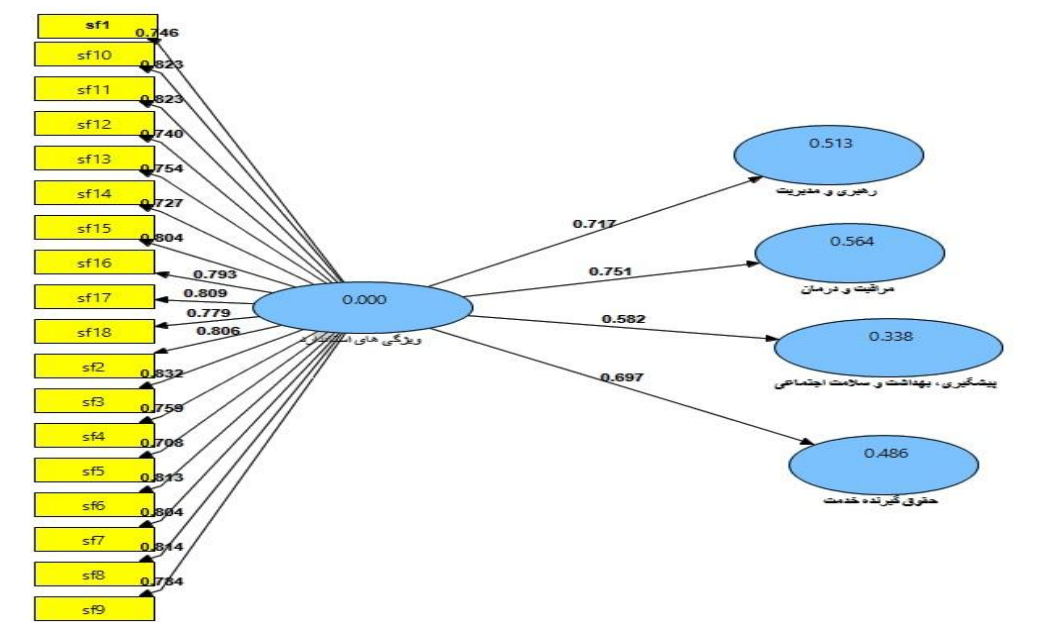 sf1
0.746
sf10
0.823
sf11
0.823
sf12
0.740
sf13
0.754
sf14
0.727
sf15
0.804
sf16
0.793
sf17
0.809
sf18
0.779
sf2
0.806
sf3
0.832
sf4
0.759
sf5
0.708
sf6
0.813
sf7
0.804
sf8
0.814
sf9
0.784
0.000
ویژگی های استاندارد
0.717
0.751
0.582
0.697
0.513
رهبری و مدیریت
0.564
مراقبت و درمان
0.338
پیشگیری، بهداشت و سلامت اجتماعی
0.486
حقوق گیرنده خدمت